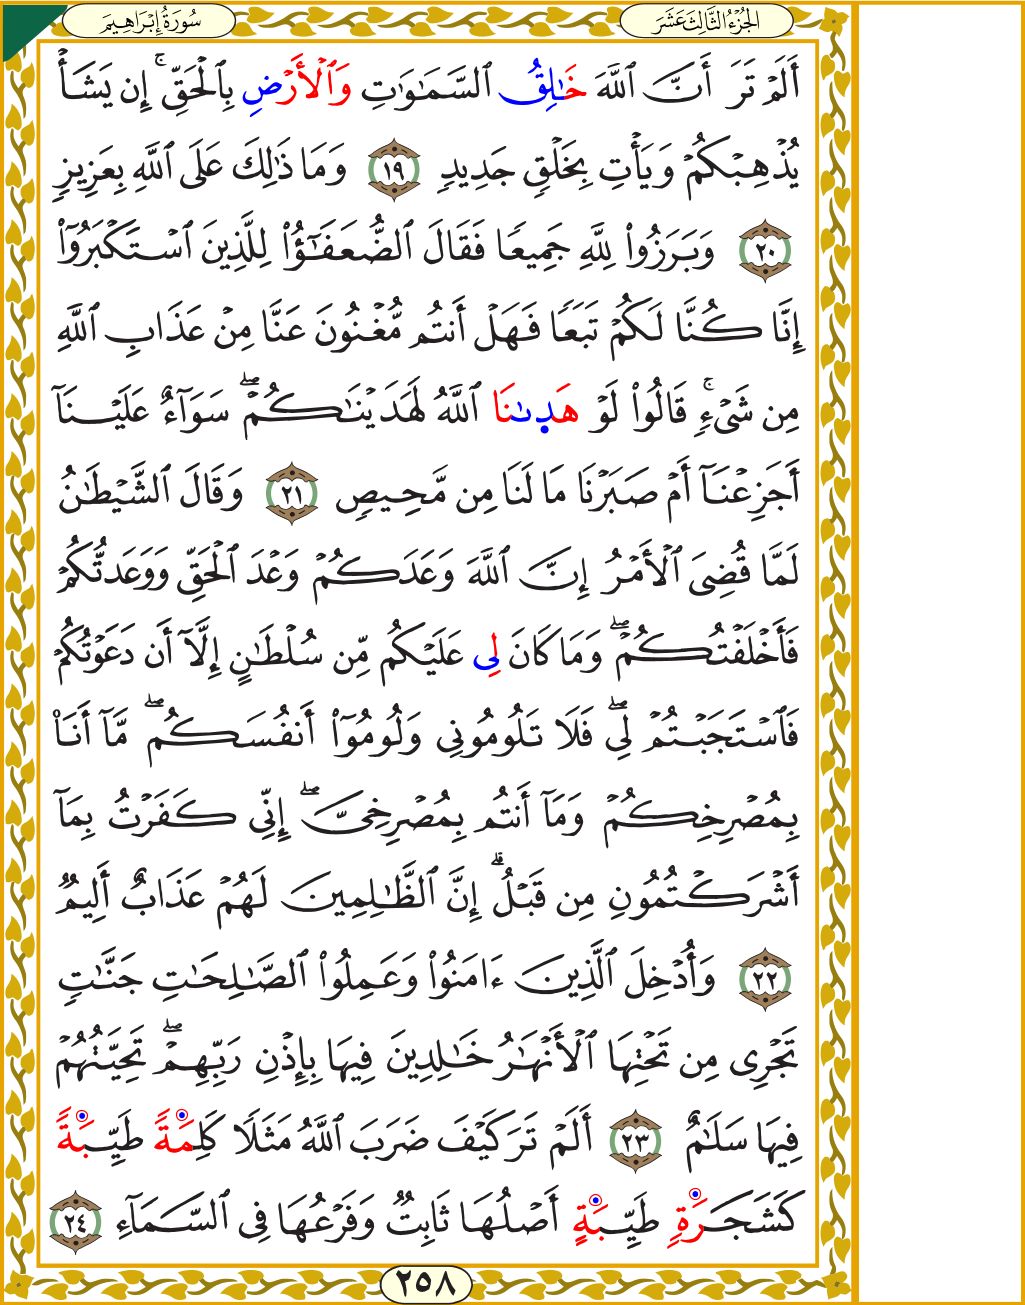 الجُزْءُ الثَّالِثَ عَشَرَ
سُورَةُ إِبْرَاهِيمَ
أَلَمْ تَرَ أَنَّ ٱللَّهَ خَـٰلِقُ ٱلسَّمَـٰوَٰتِ وَٱلْأَرْضِ بِٱلْحَقِّ ۚ إِن يَشَأْ
يُذْهِبْكُمْ وَيَأْتِ بِخَلْقٍ جَدِيدٍ ١٩ وَمَا ذَٰلِكَ عَلَى ٱللَّهِ بِعَزِيزٍ
٢٠ وَبَرَزُوا۟ لِلَّهِ جَمِيعًا فَقَالَ ٱلضُّعَفَـٰٓؤُا۟ لِلَّذِينَ ٱسْتَكْبَرُوٓا۟
إِنَّا كُنَّا لَكُمْ تَبَعًا فَهَلْ أَنتُم مُّغْنُونَ عَنَّا مِنْ عَذَابِ ٱللَّهِ
مِن شَىْءٍ ۚ قَالُوا۟ لَوْ هَدٜىٰنَا ٱللَّهُ لَهَدَيْنَـٰكُمْ ۖ سَوَآءٌ عَلَيْنَآ
أَجَزِعْنَآ أَمْ صَبَرْنَا مَا لَنَا مِن مَّحِيصٍ ٢١ وَقَالَ ٱلشَّيْطَـٰنُ
لَمَّا قُضِىَ ٱلْأَمْرُ إِنَّ ٱللَّهَ وَعَدَكُمْ وَعْدَ ٱلْحَقِّ وَوَعَدتُّكُمْ
فَأَخْلَفْتُكُمْ ۖ وَمَا كَانَ لِى عَلَيْكُم مِّن سُلْطَـٰنٍ إِلَّآ أَن دَعَوْتُكُمْ
فَٱسْتَجَبْتُمْ لِى ۖ فَلَا تَلُومُونِى وَلُومُوٓا۟ أَنفُسَكُم ۖ مَّآ أَنَا۠
بِمُصْرِخِكُمْ وَمَآ أَنتُم بِمُصْرِخِىَّ ۖ إِنِّى كَفَرْتُ بِمَآ
أَشْرَكْتُمُونِ مِن قَبْلُ ۗ إِنَّ ٱلظَّـٰلِمِينَ لَهُمْ عَذَابٌ أَلِيمٌ
٢٢ وَأُدْخِلَ ٱلَّذِينَ ءَامَنُوا۟ وَعَمِلُوا۟ ٱلصَّـٰلِحَـٰتِ جَنَّـٰتٍ
تَجْرِى مِن تَحْتِهَا ٱلْأَنْهَـٰرُ خَـٰلِدِينَ فِيهَا بِإِذْنِ رَبِّهِمْ ۖ تَحِيَّتُهُمْ
فِيهَا سَلَـٰمٌ ٢٣ أَلَمْ تَرَ كَيْفَ ضَرَبَ ٱللَّهُ مَثَلًا كَلِمَةً طَيِّبَةً
كَشَجَرَةٍ طَيِّبَةٍ أَصْلُهَا ثَابِتٌ وَفَرْعُهَا فِى ٱلسَّمَآءِ ٢٤
٢٥٨